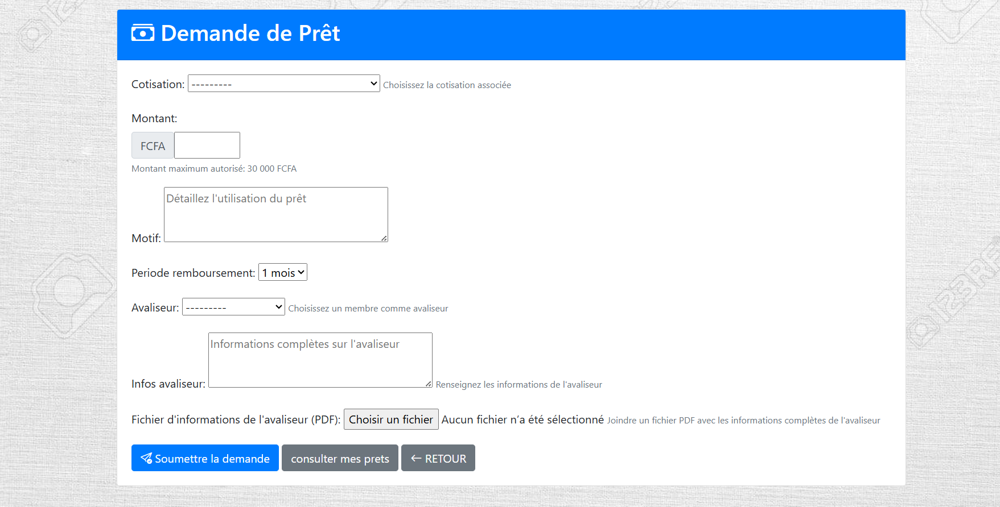 Demande de Prêt
Cotisation: --------- Choisissez la cotisation associée
Montant:
FCFA
Montant maximum autorisé: 30 000 FCFA
Détaillez l'utilisation du prêt
Motif:
Periode remboursement: 1 mois
Avaliseur: --------- Choisissez un membre comme avaliseur
Informations complètes sur l'avaliseur
Infos avaliseur: Renseignez les informations de l'avaliseur
Fichier d'informations de l'avaliseur (PDF): Choisir un fichier Aucun fichier n’a été sélectionné Joindre un fichier PDF avec les informations complètes de l'avaliseur
Soumettre la demande consulter mes prets ← RETOUR
123RF